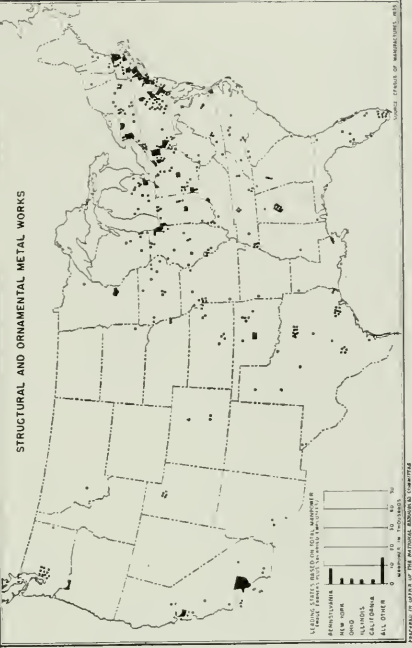 STRUCTURAL AND ORNAMENTAL METAL WORKS
LEADING STATES BASED ON TOTAL MANPOWER
PENNSYLVANIA
NEW YORK
OHIO
ILLINOIS
CALIFORNIA
ALL OTHER
MANPOWER IN THOUSANDS
SOURCE: CENSUS OF MANUFACTURES, 1935
PREPARED IN OFFICE OF THE NATIONAL RESOURCES COMMITTEE